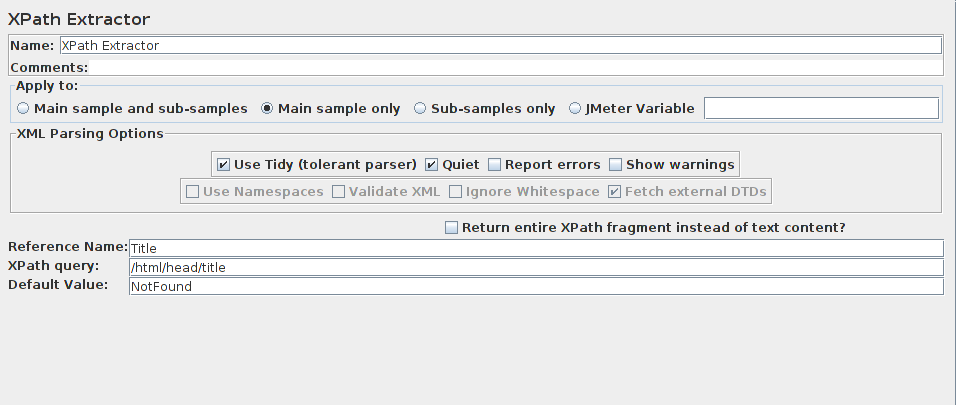 XPath Extractor
Name: XPath Extractor
Comments:
Apply to:
Main sample and sub-samples Main sample only Sub-samples only JMeter Variable
XML Parsing Options
Use Tidy (tolerant parser) Quiet Report errors Show warnings
Use Namespaces Validate XML Ignore Whitespace Fetch external DTDs
Return entire XPath fragment instead of text content?
Reference Name: Title
XPath query: /html/head/title
Default Value: NotFound